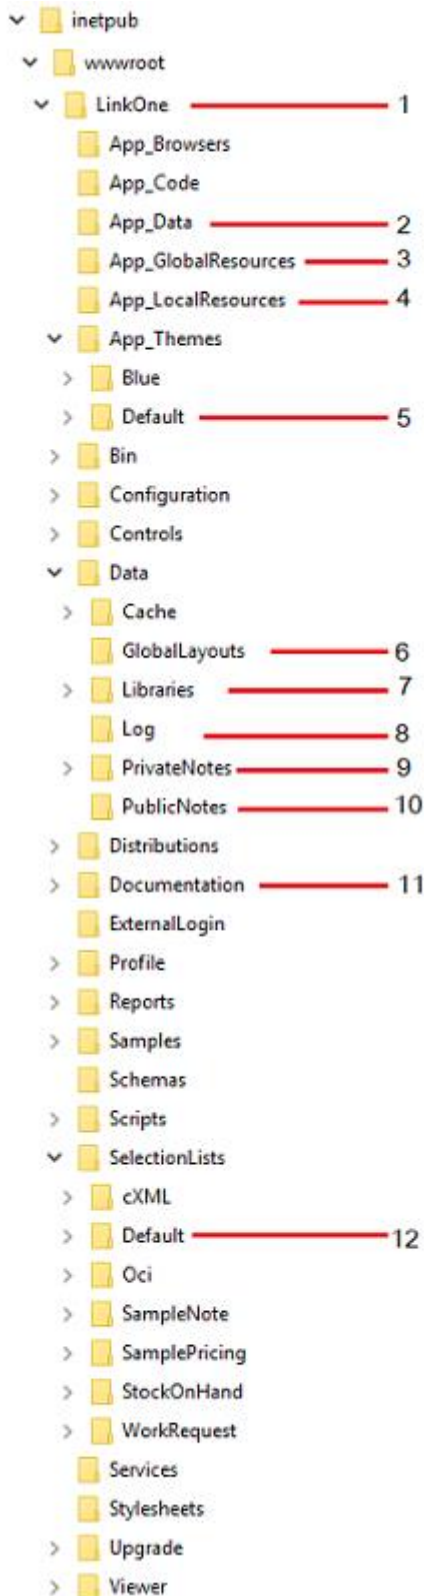 inetpub
wwwroot
LinkOne 1
App_Browsers
App_Code
App_Data 2
App_GlobalResources 3
App_LocalResources 4
App_Themes
Blue
Default 5
Bin
Configuration
Controls
Data
Cache
GlobalLayouts 6
Libraries 7
Log 8
PrivateNotes 9
PublicNotes 10
Distributions
Documentation 11
ExternalLogin
Profile
Reports
Samples
Schemas
Scripts
SelectionLists
cXML
Default 12
Oci
SampleNote
SamplePricing
StockOnHand
WorkRequest
Services
Stylesheets
Upgrade
Viewer